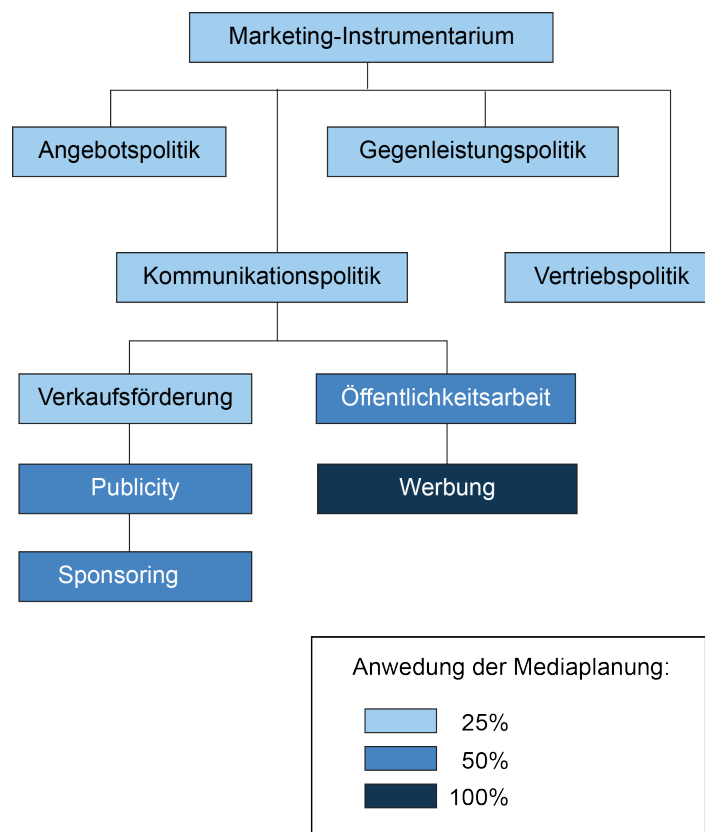 Marketing-Instrumentarium
Angebotspolitik
Gegenleistungspolitik
Kommunikationspolitik
Vertriebspolitik
Verkaufsförderung
Öffentlichkeitsarbeit
Publicity
Werbung
Sponsoring
Anwedung der Mediaplanung:
25%
50%
100%